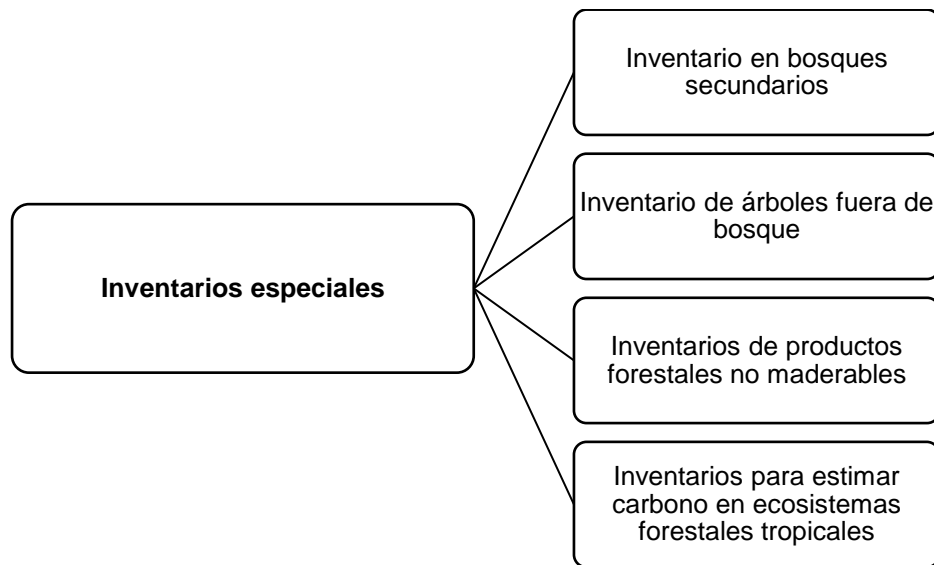 Inventarios especiales
Inventario en bosques
secundarios
Inventario de árboles fuera de
bosque
Inventarios de productos
forestales no maderables
Inventarios para estimar
carbono en ecosistemas
forestales tropicales